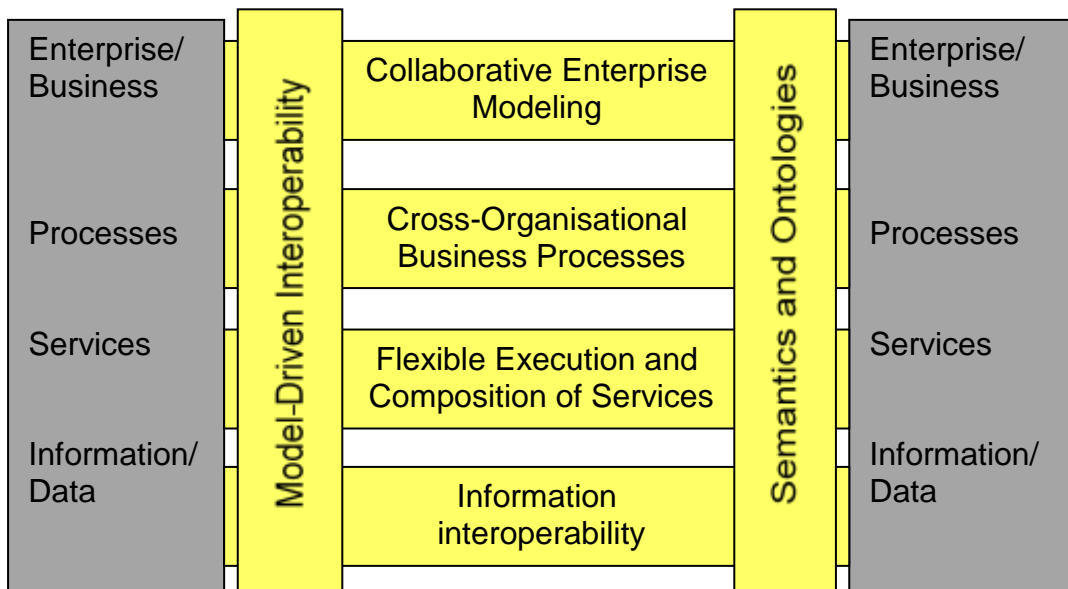 Enterprise/
Business
Processes
Services
Information/
Data
Model-Driven Interoperability
Collaborative Enterprise
Modeling
Cross-Organisational
Business Processes
Flexible Execution and
Composition of Services
Information
interoperability
Semantics and Ontologies
Enterprise/
Business
Processes
Services
Information/
Data